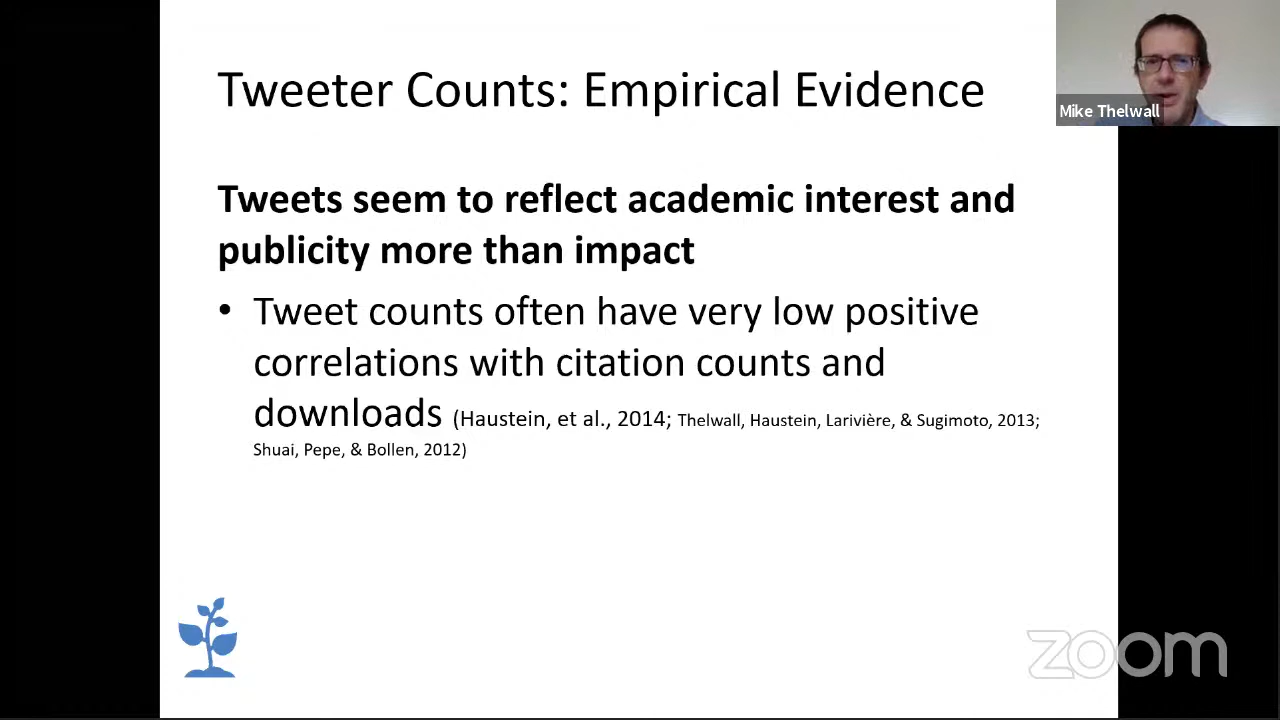 Tweeter Counts: Empirical Evidence
Mike Thelwall
Tweets seem to reflect academic interest and
publicity more than impact
• Tweet counts often have very low positive
correlations with citation counts and
downloads (Haustein, et al., 2014; Thelwall, Haustein, Larivière, & Sugimoto, 2013;
Shuai, Pepe, & Bollen, 2012)
zoom